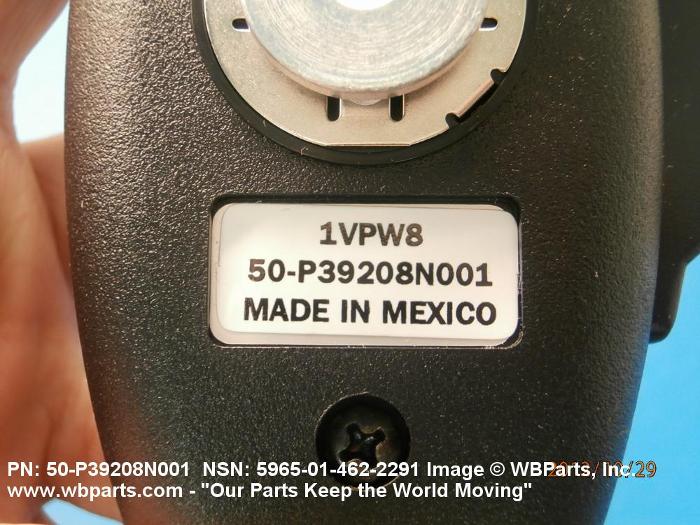 1VPW8
50-P39208N001
MADE IN MEXICO
PN: 50-P39208N001 NSN: 5965-01-462-2291 Image © WBParts, Inc
www.wbparts.com - "Our Parts Keep the World Moving"